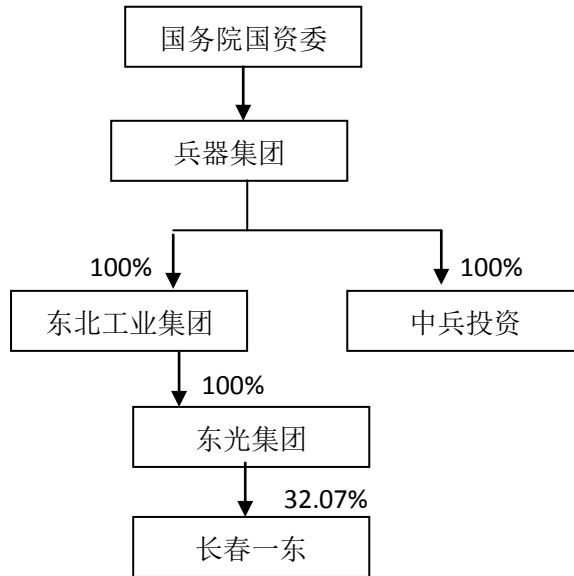 国务院国资委
兵器集团
100%
100%
东北工业集团
中兵投资
100%
东光集团
32.07%
长春一东